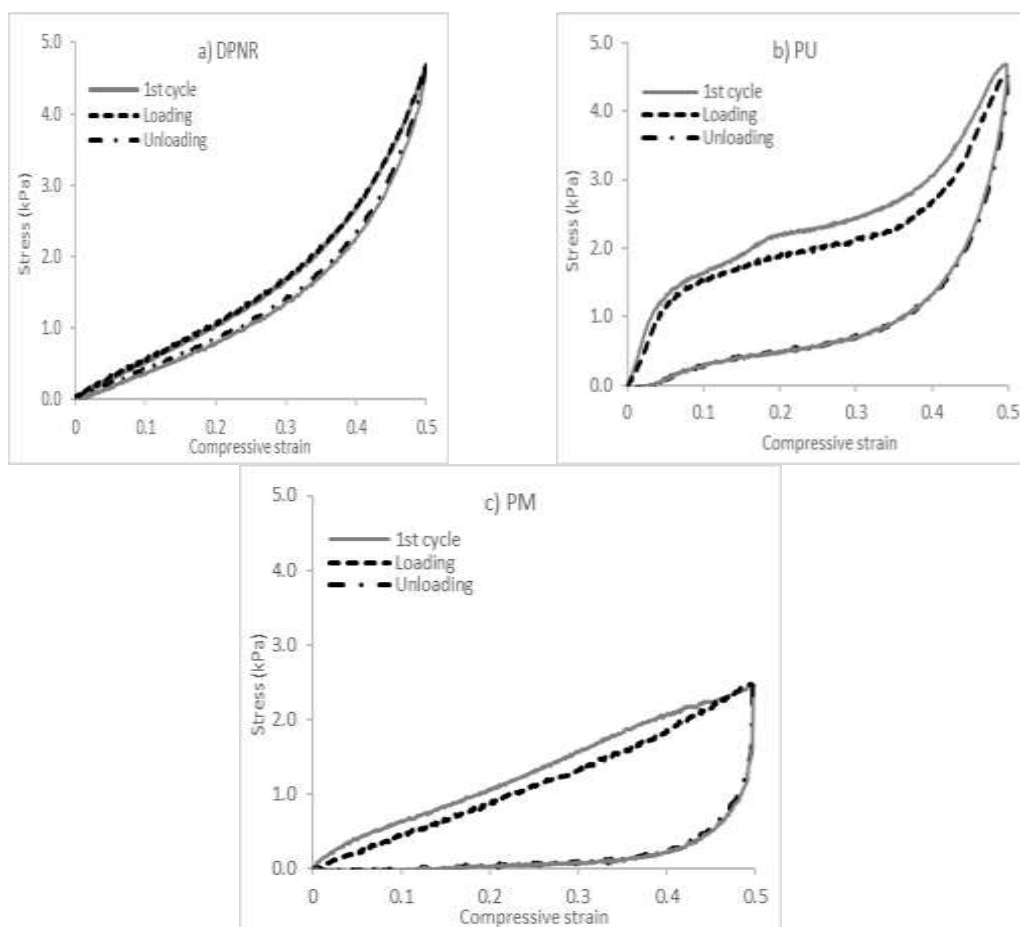 a) DPNR
5.0
4.0
3.0
2.0
1.0
0.0
Stress (kPa)
1st cycle
Loading
Unloading
0 0.1 0.2 0.3 0.4 0.5
Compressive strain
b) PU
5.0
4.0
3.0
2.0
1.0
0.0
Stress (kPa)
1st cycle
Loading
Unloading
0 0.1 0.2 0.3 0.4 0.5
Compressive strain
c) PM
5.0
4.0
3.0
2.0
1.0
0.0
Stress (kPa)
1st cycle
Loading
Unloading
0 0.1 0.2 0.3 0.4 0.5
Compressive strain